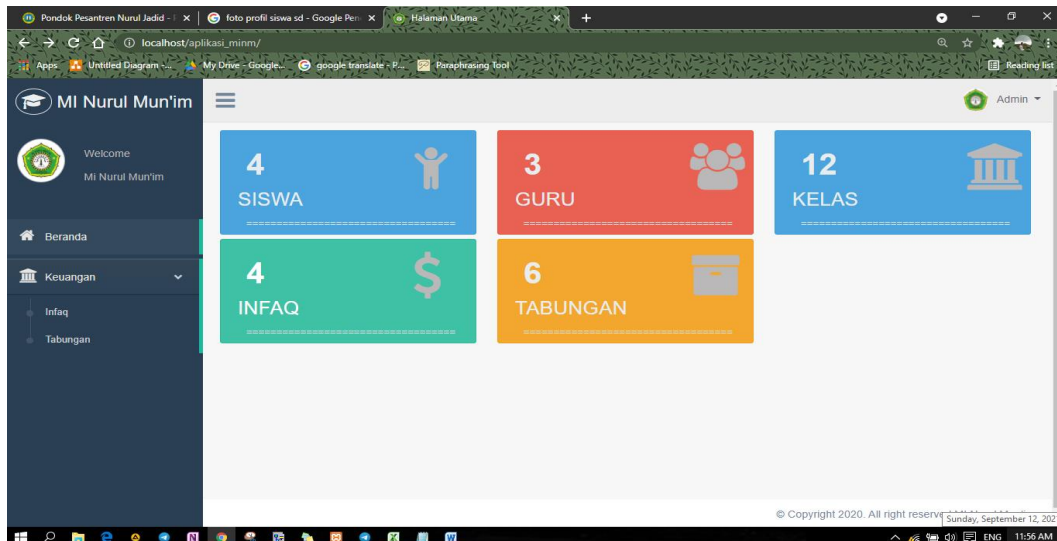 Pondok Pesantren Nurul Jadid -
foto profil siswa sd - Google Pen
Halaman Utama
localhost/aplikasi_minm/
Apps
Untitled Diagram -...
My Drive - Google...
google translate - P...
Paraphrasing Tool
Reading list
MI Nurul Mun'im
Admin
Welcome
Mi Nurul Mun'im
Beranda
Keuangan
Infaq
Tabungan
4
SISWA
3
GURU
12
KELAS
4
INFAQ
6
TABUNGAN
© Copyright 2020. All right reserve
Sunday, September 12, 202
ENG 11:56 AM